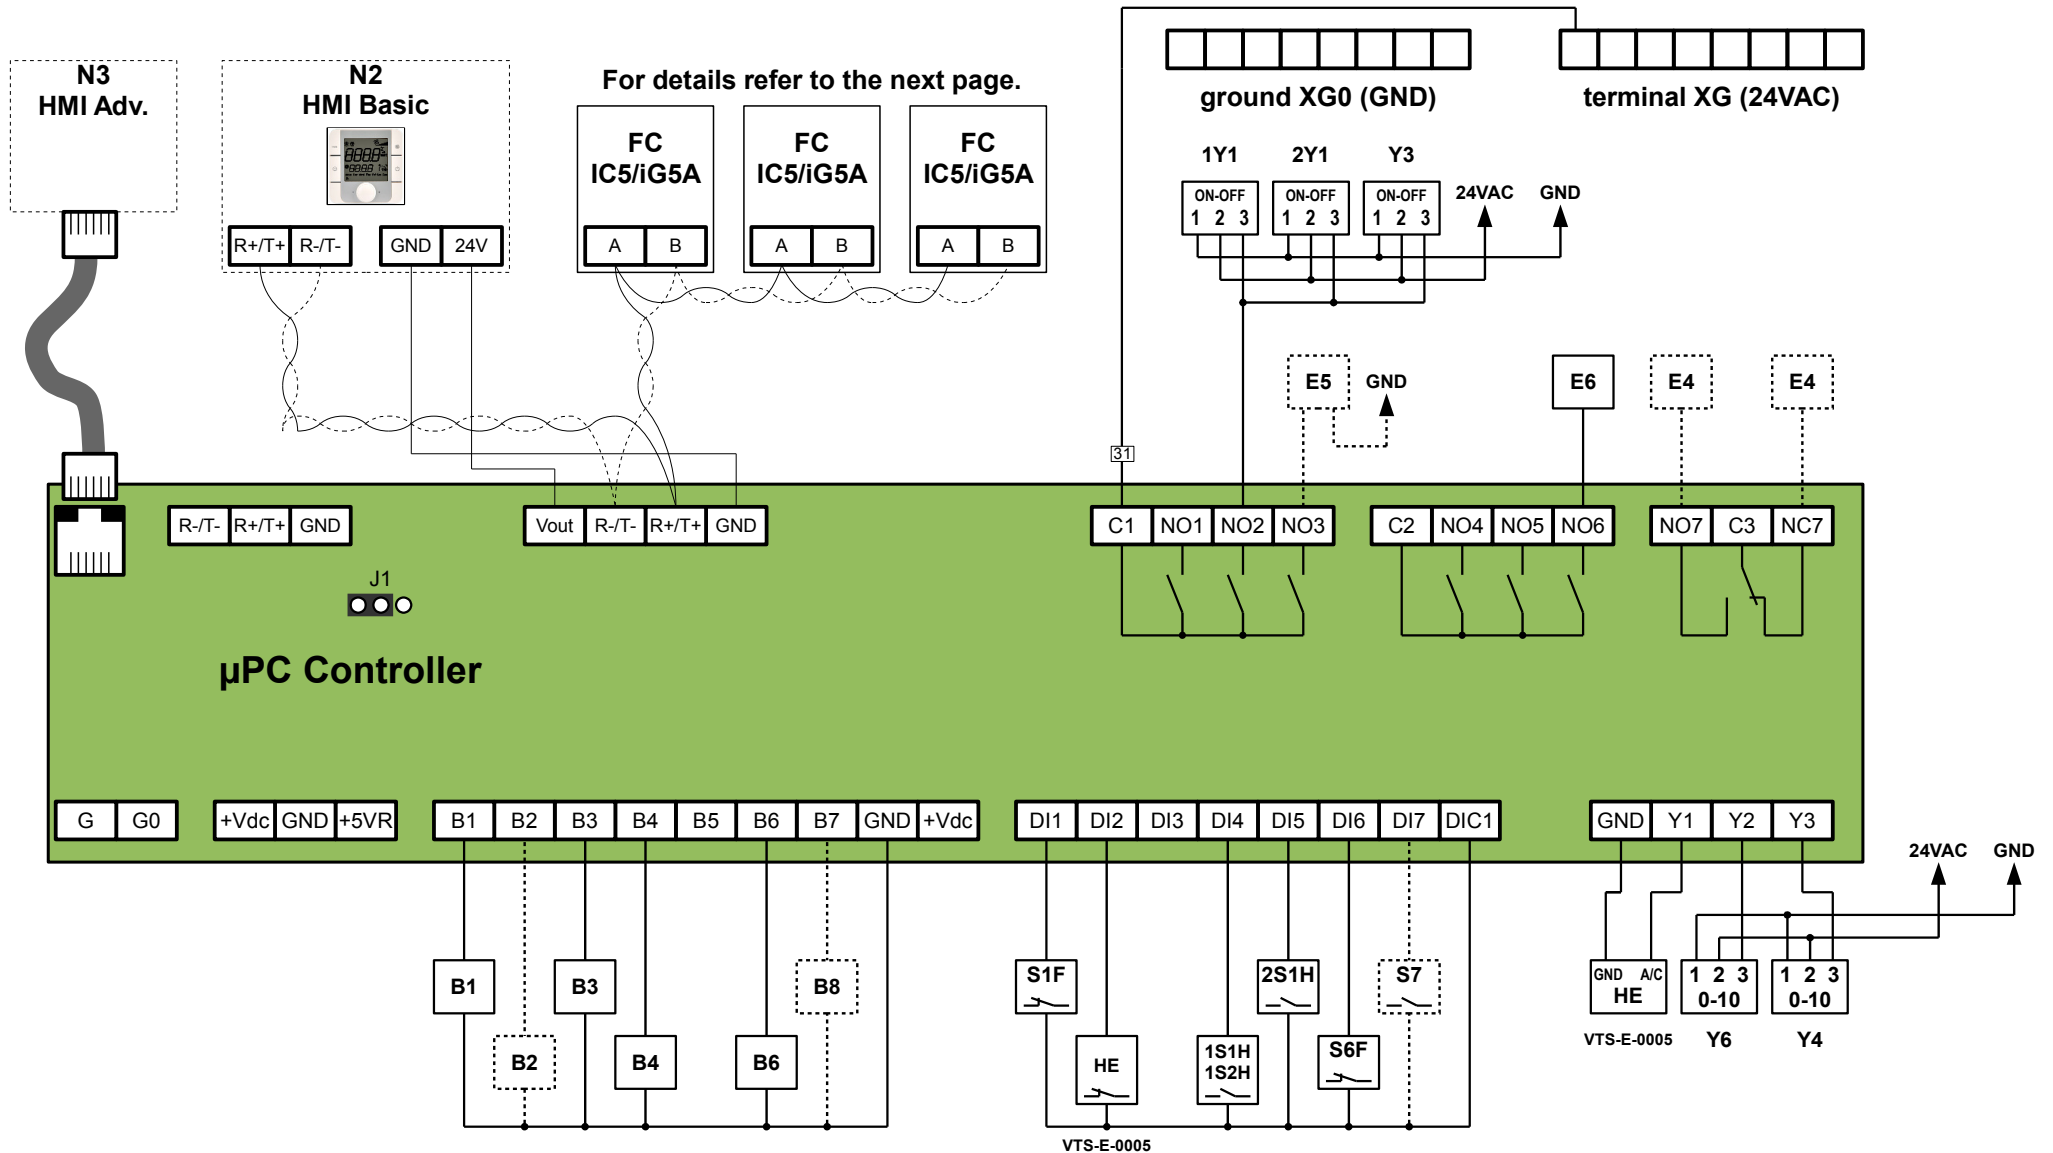 N3
HMI Adv.
N2
HMI Basic
R+/T+ R-/T- GND 24V
For details refer to the next page.
FC
IC5/iG5A
A B
FC
IC5/iG5A
A B
FC
IC5/iG5A
A B
ground XG0 (GND)
terminal XG (24VAC)
1Y1 2Y1 Y3
ON-OFF
1 2 3
ON-OFF
1 2 3
ON-OFF
1 2 3
24VAC GND
E5 GND E6 E4 E4
31
R-/T- R+/T+ GND
Vout R-/T- R+/T+ GND
C1 NO1 NO2 NO3
C2 NO4 NO5 NO6
NO7 C3 NC7
J1
µPC Controller
G G0
+Vdc GND +5VR
B1 B2 B3 B4 B5 B6 B7 GND +Vdc
DI1 DI2 DI3 DI4 DI5 DI6 DI7 DIC1
GND Y1 Y2 Y3
24VAC GND
B1 B3 B8
B2 B4 B6
S1F 2S1H S7
HE
1S1H
1S2H
S6F
VTS-E-0005
GND A/C
HE
VTS-E-0005
1 2 3
0-10
Y6
1 2 3
0-10
Y4